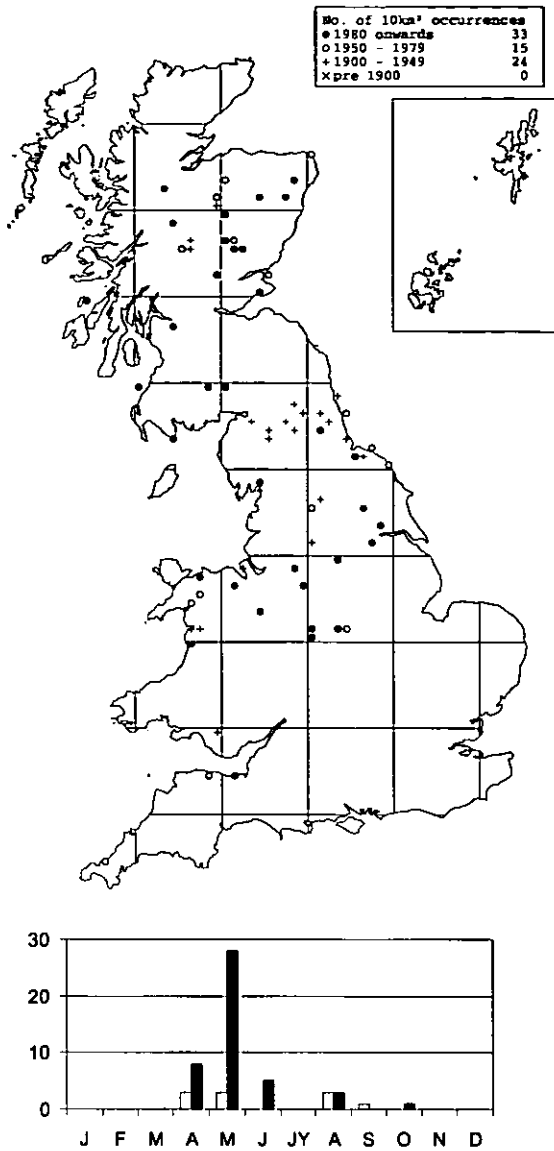 No. of 10km² occurrences
● 1980 onwards 33
○ 1950 - 1979 15
+ 1900 - 1949 24
× pre 1900 0
30
20
10
0
J F M A M J JY A S O N D